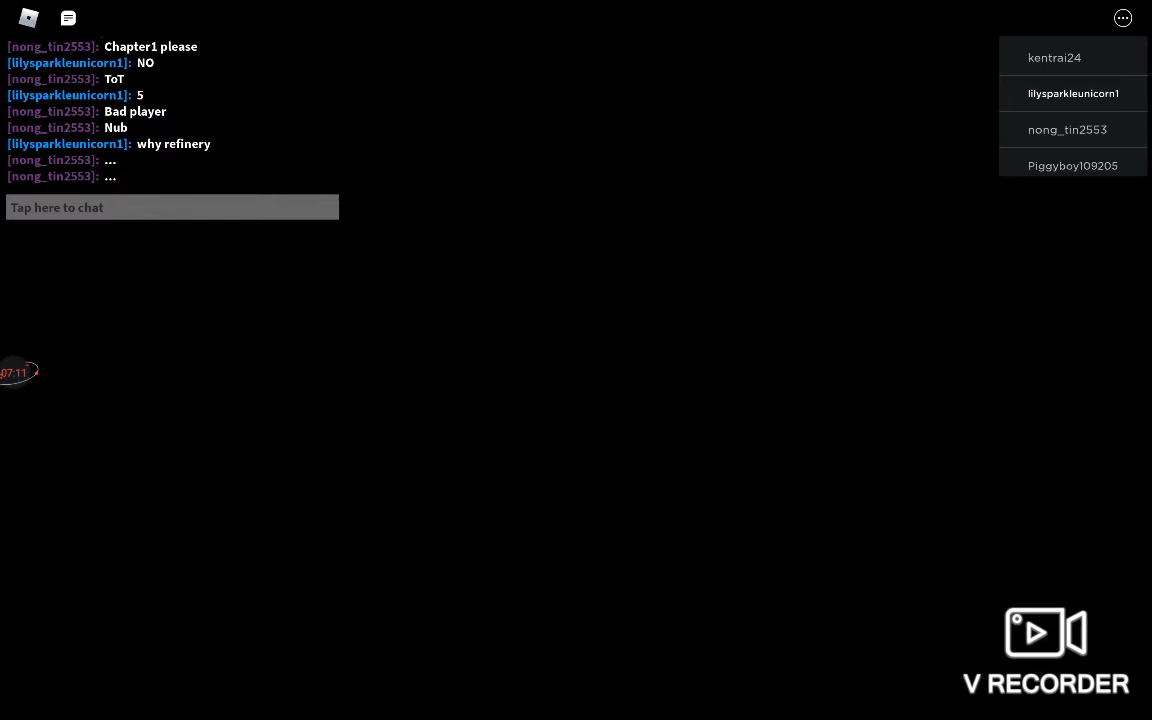 [nong_tin2553]: Chapter1 please
[lilysparkleunicorn1]: NO
[nong_tin2553]: ToT
[lilysparkleunicorn1]: 5
[nong_tin2553]: Bad player
[nong_tin2553]: Nub
[lilysparkleunicorn1]: why refinery
[nong_tin2553]: ...
[nong_tin2553]: ...
Tap here to chat
kentrai24
lilysparkleunicorn1
nong_tin2553
Piggyboy109205
07:11
V RECORDER